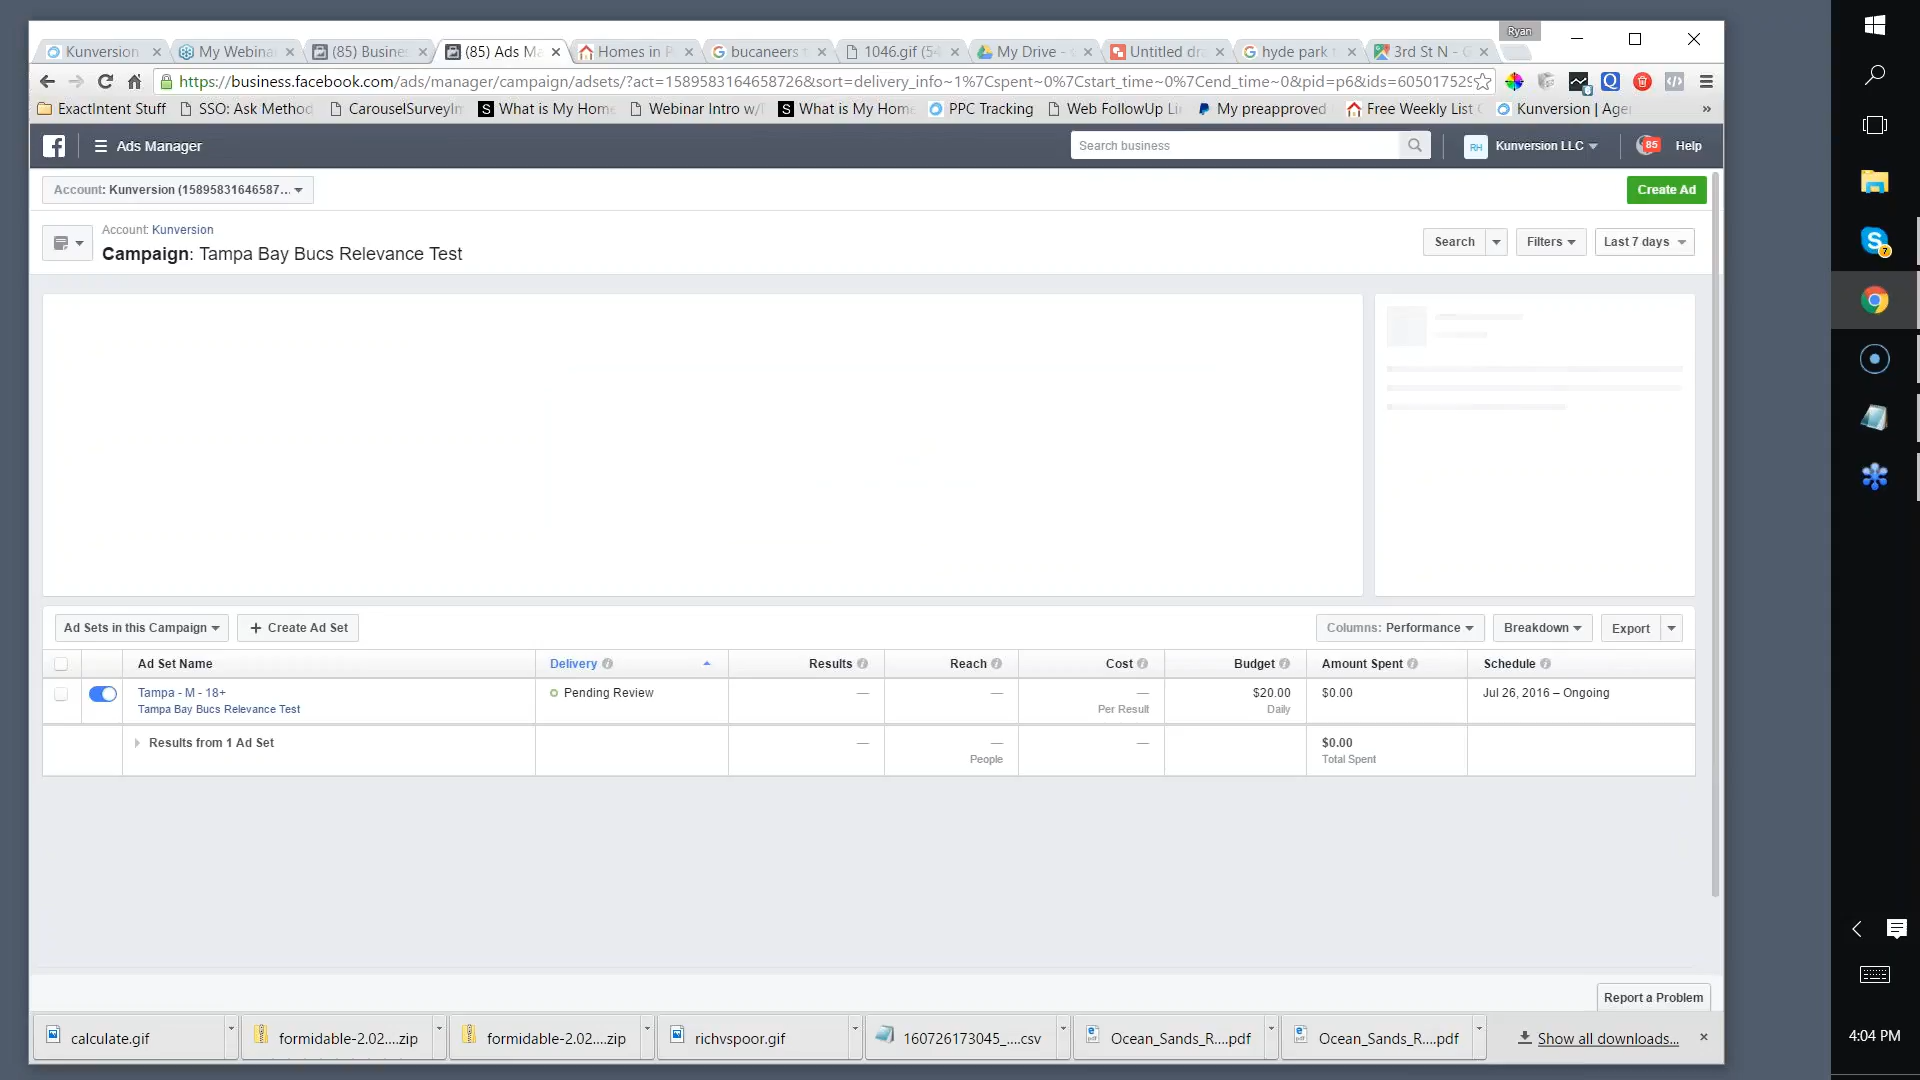 Ryan
Kunversion
My Webina
(85) Busine
(85) Ads Ma
Homes in P
bucaneers t
1046.gif (54
My Drive -
Untitled dra
hyde park t
3rd St N - G
https://business.facebook.com/ads/manager/campaign/adsets/?act=1589583164658726&sort=delivery_info~1%7Cspent~0%7Cstart_time~0%7Cend_time~0&pid=p6&ids=605017529
ExactIntent Stuff
SSO: Ask Method
CarouselSurveyIm
What is My Home
Webinar Intro w/
What is My Home
PPC Tracking
Web FollowUp Li
My preapproved
Free Weekly List
Kunversion | Age
»
Ads Manager
Search business
RH
Kunversion LLC
85
Help
Account: Kunversion (15895831646587...
Create Ad
Account: Kunversion
Campaign: Tampa Bay Bucs Relevance Test
Search
Filters
Last 7 days
Ad Sets in this Campaign
+ Create Ad Set
Columns: Performance
Breakdown
Export
Ad Set Name
Delivery
Results
Reach
Cost
Budget
Amount Spent
Schedule
Tampa - M - 18+
Tampa Bay Bucs Relevance Test
Pending Review
—
—
—
Per Result
$20.00
Daily
$0.00
Jul 26, 2016 – Ongoing
Results from 1 Ad Set
—
—
People
—
$0.00
Total Spent
Report a Problem
calculate.gif
formidable-2.02....zip
formidable-2.02....zip
richvspoor.gif
160726173045_....csv
Ocean_Sands_R....pdf
Ocean_Sands_R....pdf
Show all downloads...
7
4:04 PM